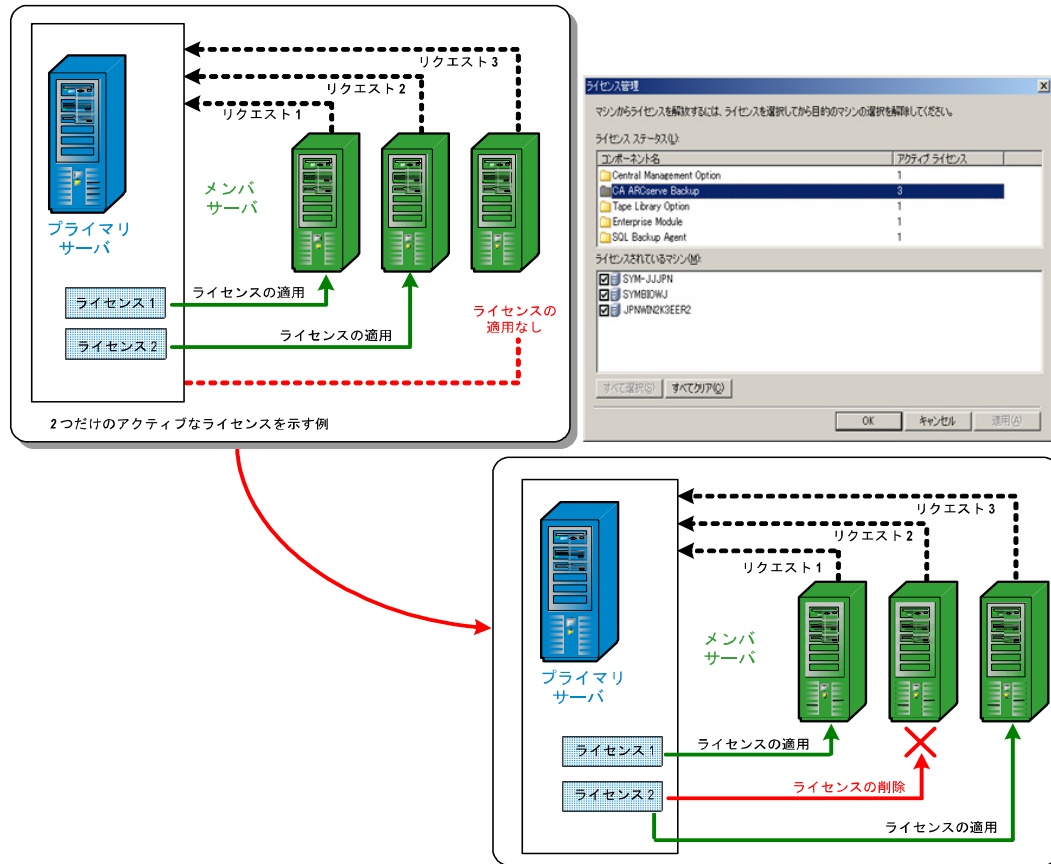 リクエスト3
リクエスト2
リクエスト1
メンバ
サーバ
プライマリ
サーバ
ライセンス1
ライセンスの適用
ライセンス2
ライセンスの適用
ライセンスの
適用なし
2つだけのアクティブなライセンスを示す例
ライセンス管理
マシンからライセンスを解放するには、ライセンスを選択してから目的のマシンの選択を解除してください。
ライセンス ステータス(L):
コンポーネント名 アクティブ ライセンス
Central Management Option 1
CA ARCserve Backup 3
Tape Library Option 1
Enterprise Module 1
SQL Backup Agent 1
ライセンスされているマシン(M):
SYM-JJJPN
SYMBIOWJ
JPNWIN2K3EER2
すべて選択(S) すべてクリア(C)
OK キャンセル 適用(A)
リクエスト3
リクエスト2
リクエスト1
メンバ
サーバ
プライマリ
サーバ
ライセンス1
ライセンスの適用
ライセンス2
ライセンスの削除
ライセンスの適用